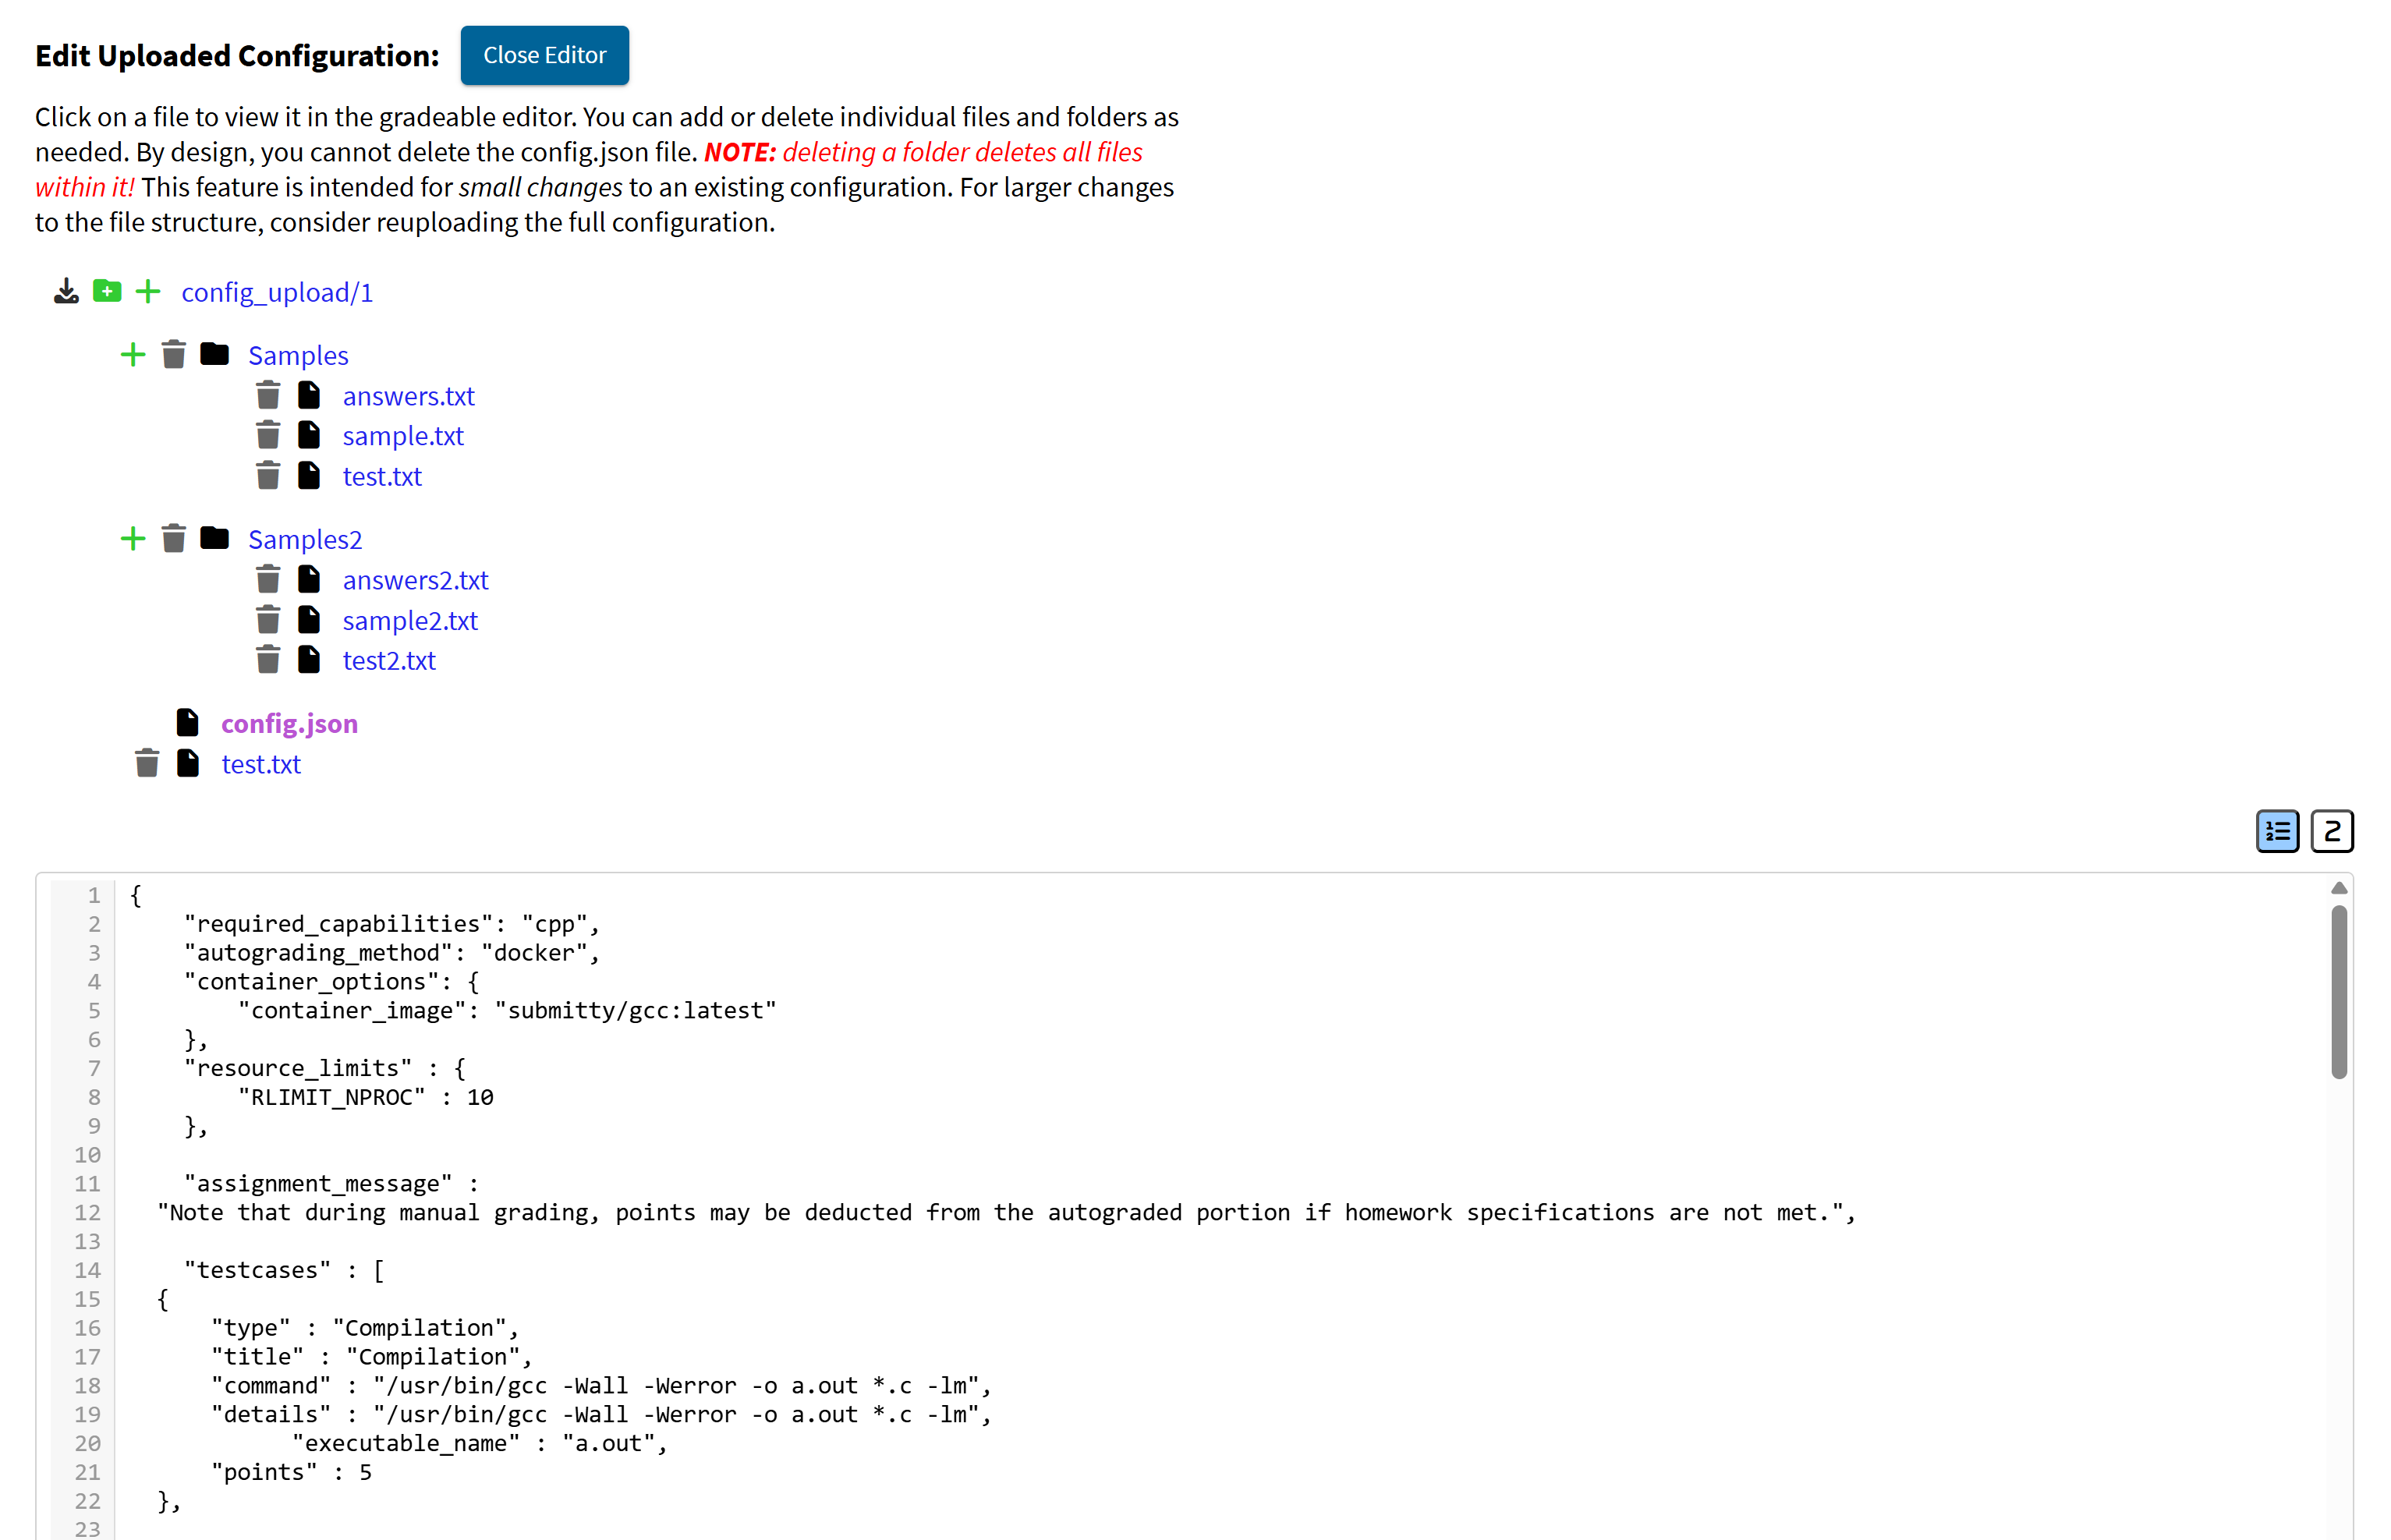 Edit Uploaded Configuration: Close Editor
Click on a file to view it in the gradeable editor. You can add or delete individual files and folders as
needed. By design, you cannot delete the config.json file. NOTE: deleting a folder deletes all files
within it! This feature is intended for small changes to an existing configuration. For larger changes
to the file structure, consider reuploading the full configuration.
config_upload/1
Samples
answers.txt
sample.txt
test.txt
Samples2
answers2.txt
sample2.txt
test2.txt
config.json
test.txt
2
1 {
2     "required_capabilities": "cpp",
3     "autograding_method": "docker",
4     "container_options": {
5         "container_image": "submitty/gcc:latest"
6     },
7     "resource_limits" : {
8         "RLIMIT_NPROC" : 10
9     },
10
11     "assignment_message" :
12   "Note that during manual grading, points may be deducted from the autograded portion if homework specifications are not met.",
13
14     "testcases" : [
15   {
16       "type" : "Compilation",
17       "title" : "Compilation",
18       "command" : "/usr/bin/gcc -Wall -Werror -o a.out *.c -lm",
19       "details" : "/usr/bin/gcc -Wall -Werror -o a.out *.c -lm",
20             "executable_name" : "a.out",
21       "points" : 5
22   },
23